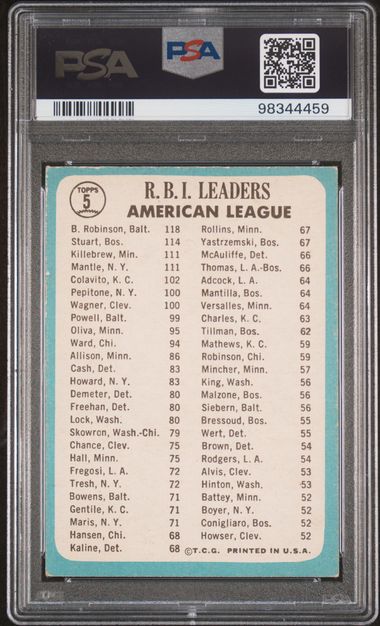 PSA
PSA
98344459
TOPPS
5
R.B.I. LEADERS
AMERICAN LEAGUE
B. Robinson, Balt. 118
Stuart, Bos. 114
Killebrew, Min. 111
Mantle, N. Y. 111
Colavito, K. C. 102
Pepitone, N. Y. 100
Wagner, Clev. 100
Powell, Balt. 99
Oliva, Minn. 95
Ward, Chi. 94
Allison, Minn. 86
Cash, Det. 83
Howard, N. Y. 83
Demeter, Det. 80
Freehan, Det. 80
Lock, Wash. 80
Skowron, Wash.-Chi. 79
Chance, Clev. 75
Hall, Minn. 75
Fregosi, L. A. 72
Tresh, N. Y. 72
Bowens, Balt. 71
Gentile, K. C. 71
Maris, N. Y. 71
Hansen, Chi. 68
Kaline, Det. 68
Rollins, Minn. 67
Yastrzemski, Bos. 67
McAuliffe, Det. 66
Thomas, L. A.-Bos. 66
Adcock, L. A. 64
Mantilla, Bos. 64
Versalles, Minn. 64
Charles, K. C. 63
Tillman, Bos. 62
Mathews, K. C. 59
Robinson, Chi. 59
Mincher, Minn. 57
King, Wash. 56
Malzone, Bos. 56
Siebern, Balt. 56
Bressoud, Bos. 55
Wert, Det. 55
Brown, Det. 54
Rodgers, L. A. 54
Alvis, Clev. 53
Hinton, Wash. 53
Battey, Minn. 52
Boyer, N. Y. 52
Conigliaro, Bos. 52
Howser, Clev. 52
©T.C.G. PRINTED IN U.S.A.